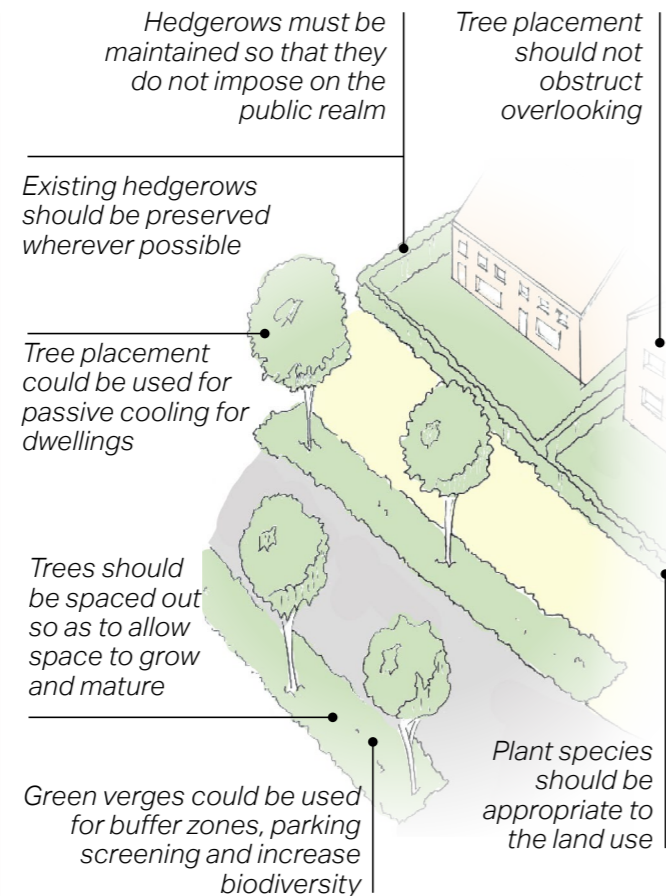 Hedgerows must be
maintained so that they
do not impose on the
public realm
Tree placement
should not
obstruct
overlooking
Existing hedgerows
should be preserved
wherever possible
Tree placement
could be used for
passive cooling for
dwellings
Trees should
be spaced out
so as to allow
space to grow
and mature
Plant species
should be
appropriate to
the land use
Green verges could be used
for buffer zones, parking
screening and increase
biodiversity